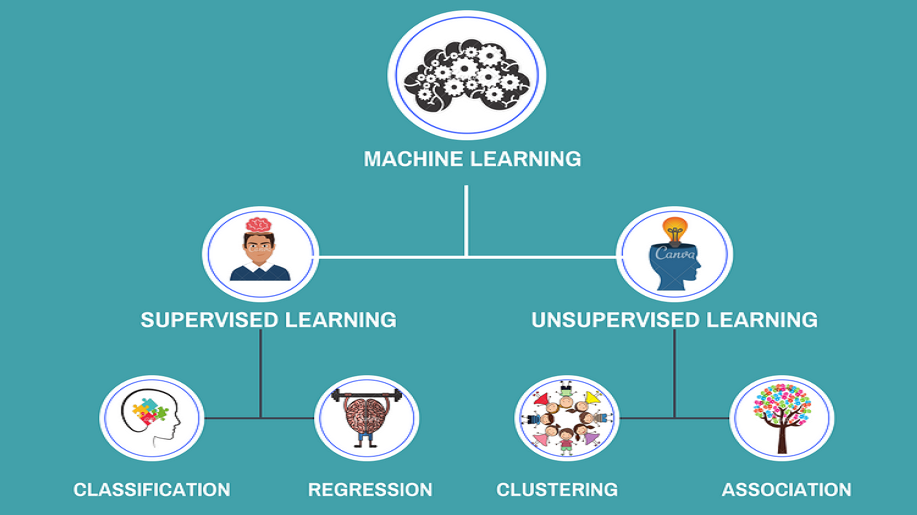 MACHINE LEARNING
Canva
SUPERVISED LEARNING
UNSUPERVISED LEARNING
CLASSIFICATION
REGRESSION
CLUSTERING
ASSOCIATION